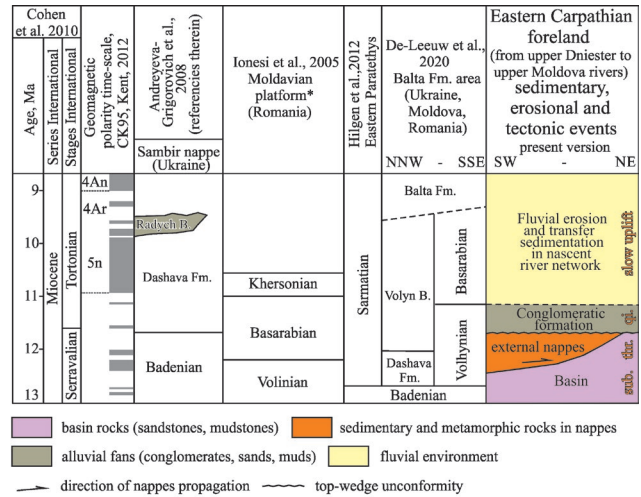 Cohen
et al. 2010
Age, Ma
Series International
Stages International
Geomagnetic
polarity time-scale,
CK95, Kent, 2012
Andreyeva-
Grigorovich et al.,
2008
(referencies therein)
Sambir nappe
(Ukraine)
Ionesi et al., 2005
Moldavian
platform*
(Romania)
Hilgen et al.,2012
Eastern Paratethys
De-Leeuw et al.,
2020
Balta Fm. area
(Ukraine,
Moldova,
Romania)
NNW - SSE
Eastern Carpathian
foreland
(from upper Dniester to
upper Moldova rivers)
sedimentary,
erosional and
tectonic events
present version
SW - NE
9
10
11
12
13
Miocene
Tortonian
Serravalian
4An
4Ar
5n
Radych B.
Dashava Fm.
Badenian
Khersonian
Basarabian
Volinian
Sarmatian
Badenian
Balta Fm.
Volyn B.
Dashava
Fm.
Basarabian
Volhynian
Fluvial erosion
and transfer
sedimentation
in nascent
river network
slow uplift
Conglomeratic
formation
qi.
external nappes
thr.
Basin
sub.
basin rocks (sandstones, mudstones)
sedimentary and metamorphic rocks in nappes
alluvial fans (conglomerates, sands, muds)
fluvial environment
direction of nappes propagation
top-wedge unconformity